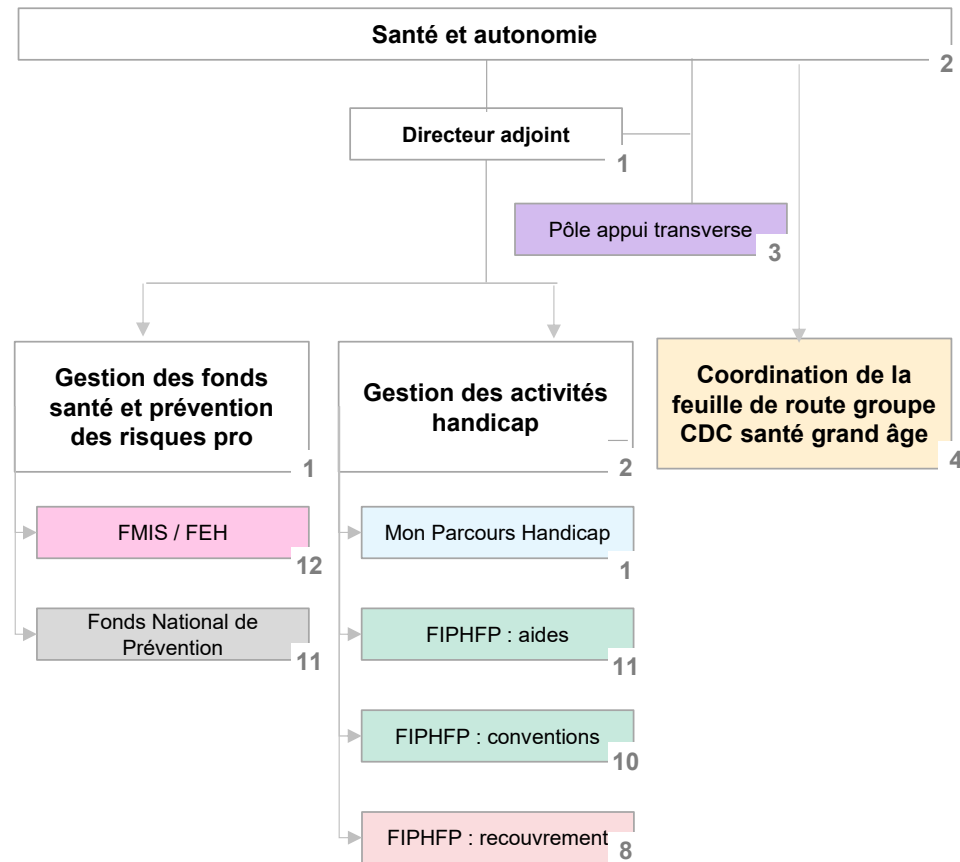 Santé et autonomie
2
Directeur adjoint
1
Pôle appui transverse
3
Gestion des fonds
santé et prévention
des risques pro
1
Gestion des activités
handicap
2
Coordination de la
feuille de route groupe
CDC santé grand âge
4
FMIS / FEH
12
Mon Parcours Handicap
1
Fonds National de
Prévention
11
FIPHFP : aides
11
FIPHFP : conventions
10
FIPHFP : recouvrement
8